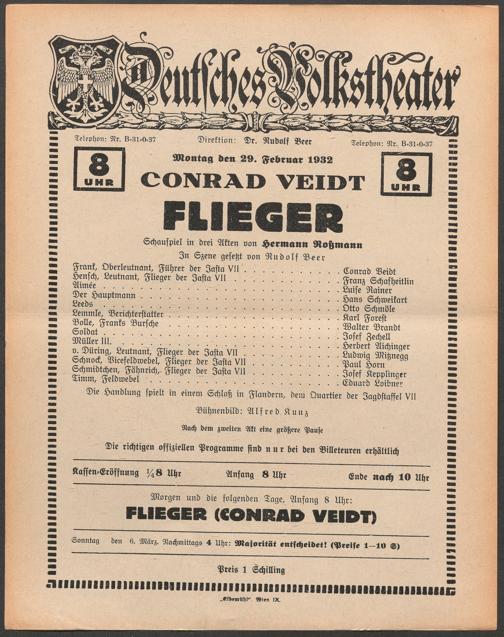 Deutsches Volkstheater
Telephon: Nr. B-31-0-37 Direktion: Dr. Rudolf Beer Telephon: Nr. B-31-0-37
8 UHR Montag den 29. Februar 1932 8 UHR
CONRAD VEIDT
FLIEGER
Schauspiel in drei Akten von Hermann Roßmann
In Szene gesetzt von Rudolf Beer
Frank, Oberleutnant, Führer der Jasta VII . . . Conrad Veidt
Hensch, Leutnant, Flieger der Jasta VII . . . Franz Schafheitlin
Aimée . . . Luise Rainer
Der Hauptmann . . . Hans Schweikart
Leeds . . . Otto Schmöle
Lemmle, Berichterstatter . . . Karl Forest
Bolle, Franks Bursche . . . Walter Brandt
Soldat . . . Josef Zechell
Müller III. . . . Herbert Aichinger
v. Düring, Leutnant, Flieger der Jasta VII . . . Ludwig Mißnegg
Schnock, Vicefeldwebel, Flieger der Jasta VII . . . Paul Horn
Schmidtchen, Fähnrich, Flieger der Jasta VII . . . Josef Kepplinger
Timm, Feldwebel . . . Eduard Loibner
Die Handlung spielt in einem Schloß in Flandern, dem Quartier der Jagdstaffel VII
Bühnenbild: Alfred Kunz
Nach dem zweiten Akt eine größere Pause
Die richtigen offiziellen Programme sind nur bei den Billeteuren erhältlich
Kassen-Eröffnung ¼8 Uhr Anfang 8 Uhr Ende nach 10 Uhr
Morgen und die folgenden Tage, Anfang 8 Uhr:
FLIEGER (CONRAD VEIDT)
Sonntag den 6. März, Nachmittags 4 Uhr: Majorität entscheidet! (Preise 1—10 S)
Preis 1 Schilling
„Elbemühl“, Wien IX.